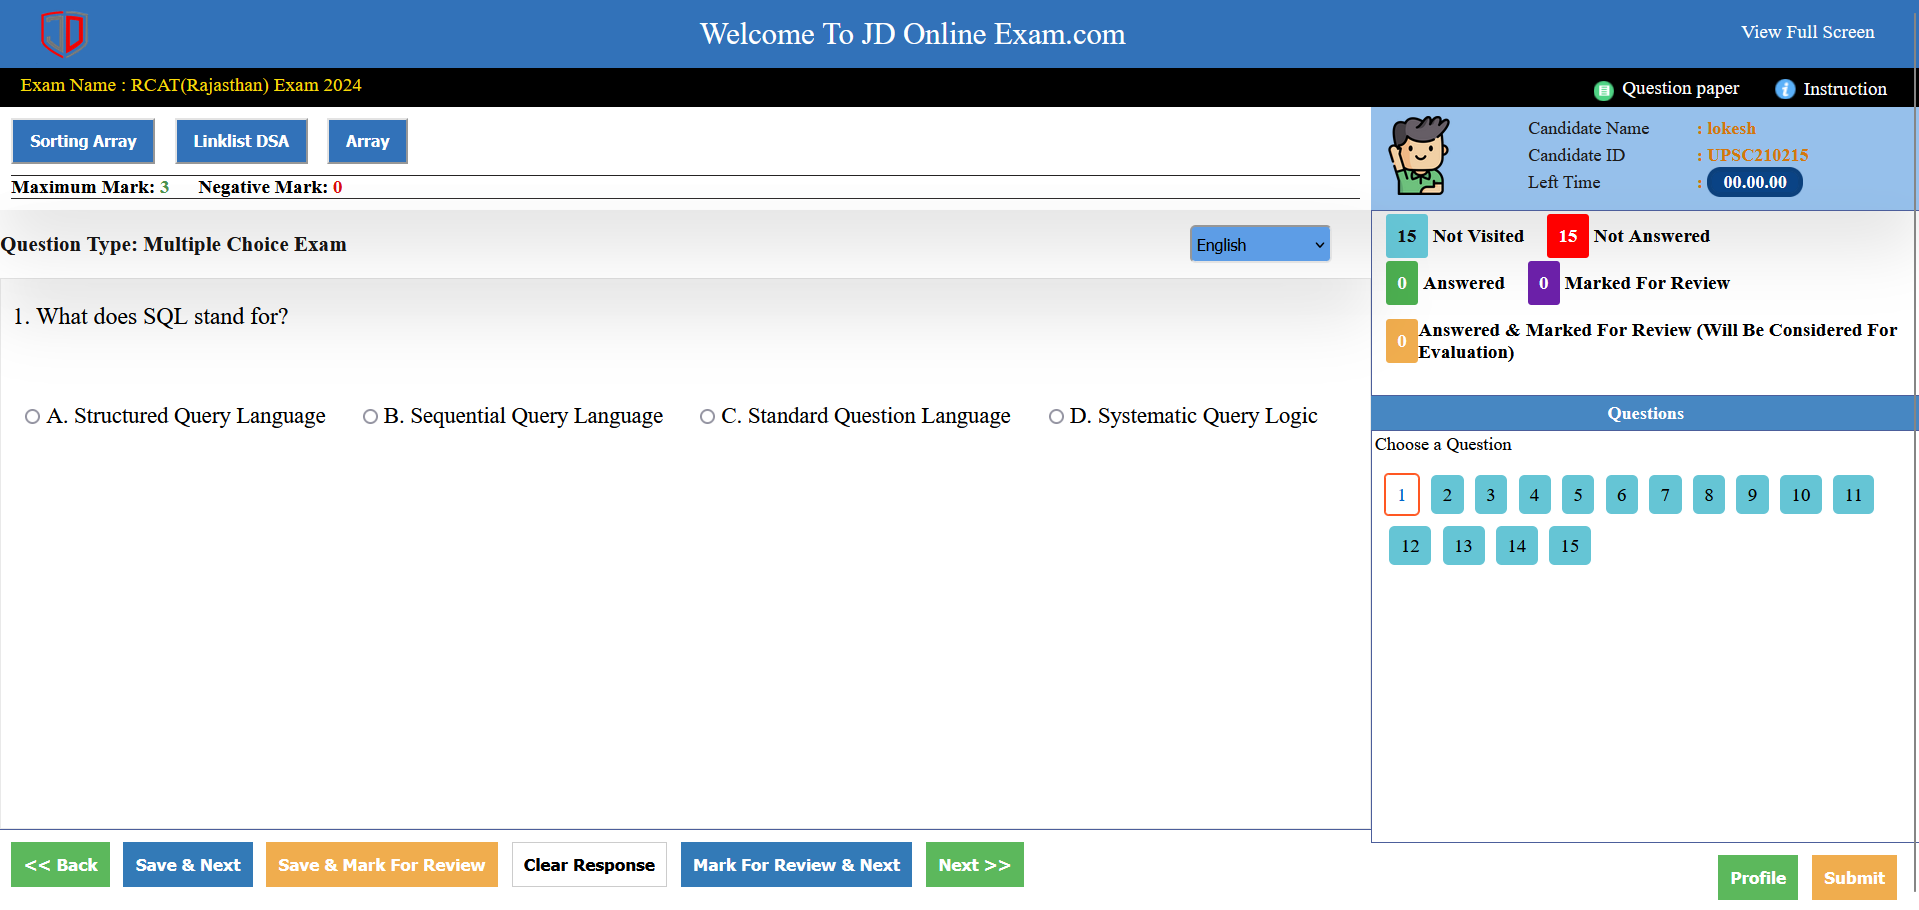 JD
Welcome To JD Online Exam.com
View Full Screen
Exam Name : RCAT(Rajasthan) Exam 2024
Question paper
Instruction
Sorting Array
Linklist DSA
Array
Maximum Mark: 3 Negative Mark: 0
Candidate Name : lokesh
Candidate ID : UPSC210215
Left Time : 00.00.00
Question Type: Multiple Choice Exam
English
15 Not Visited 15 Not Answered
0 Answered 0 Marked For Review
0 Answered & Marked For Review (Will Be Considered For
Evaluation)
1. What does SQL stand for?
A. Structured Query Language B. Sequential Query Language C. Standard Question Language D. Systematic Query Logic
Questions
Choose a Question
1 2 3 4 5 6 7 8 9 10 11
12 13 14 15
<< Back Save & Next Save & Mark For Review Clear Response Mark For Review & Next Next >>
Profile Submit